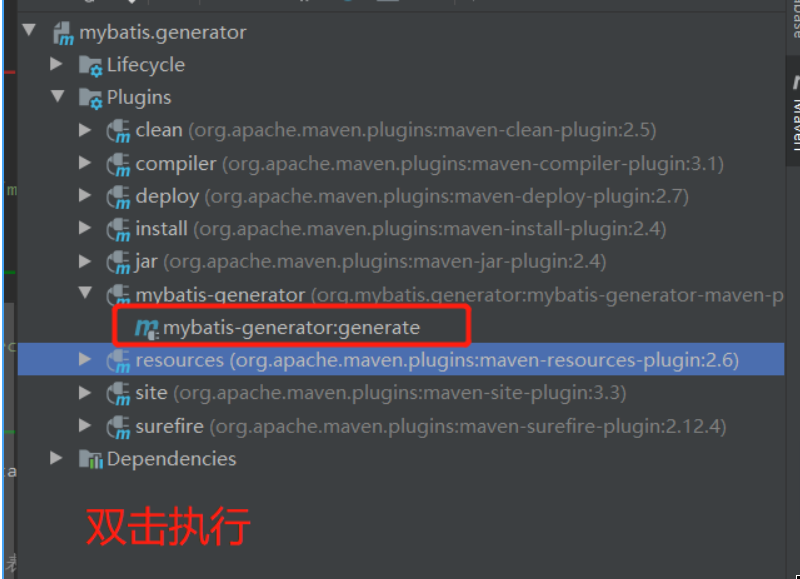 mybatis.generator
Lifecycle
Plugins
clean (org.apache.maven.plugins:maven-clean-plugin:2.5)
compiler (org.apache.maven.plugins:maven-compiler-plugin:3.1)
deploy (org.apache.maven.plugins:maven-deploy-plugin:2.7)
install (org.apache.maven.plugins:maven-install-plugin:2.4)
jar (org.apache.maven.plugins:maven-jar-plugin:2.4)
mybatis-generator (org.mybatis.generator:mybatis-generator-maven-p
mybatis-generator:generate
resources (org.apache.maven.plugins:maven-resources-plugin:2.6)
site (org.apache.maven.plugins:maven-site-plugin:3.3)
surefire (org.apache.maven.plugins:maven-surefire-plugin:2.12.4)
Dependencies
双击执行
Maven